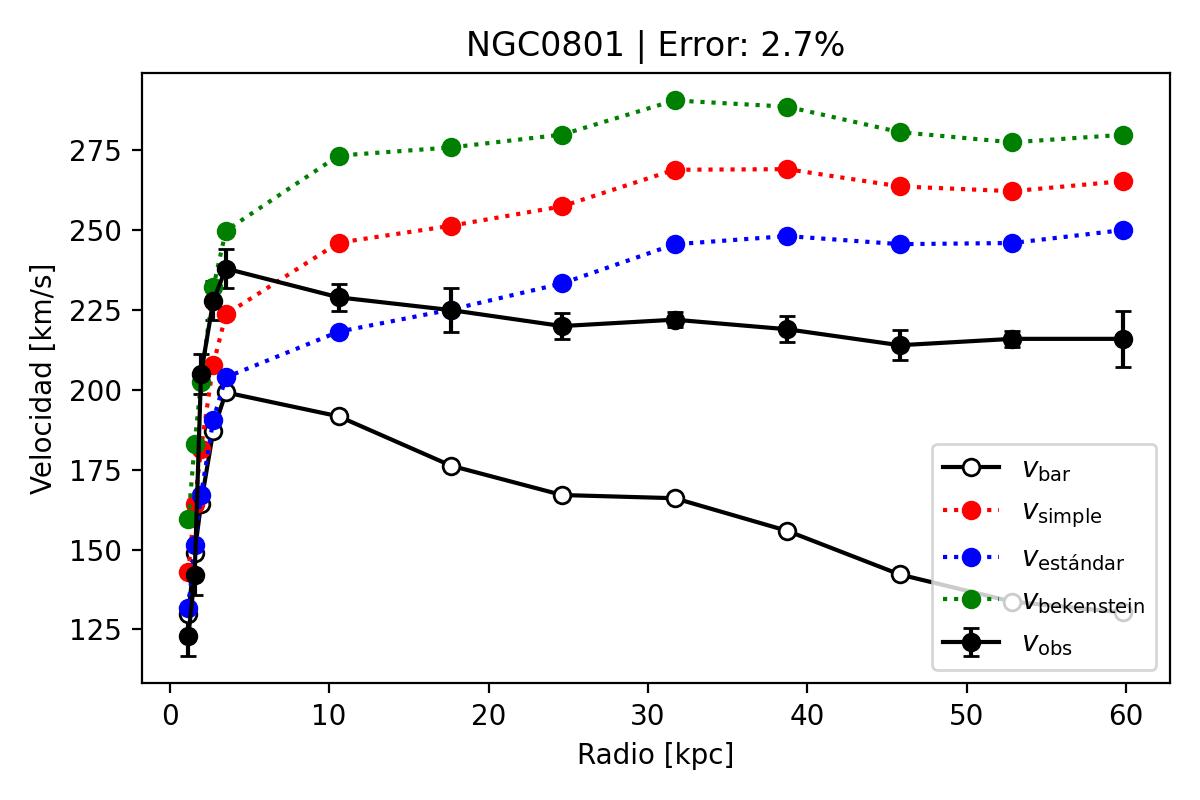 NGC0801 | Error: 2.7%
Velocidad [km/s]
275
250
225
200
175
150
125
v_bar
v_simple
v_estándar
v_bekenstein
v_obs
0 10 20 30 40 50 60
Radio [kpc]